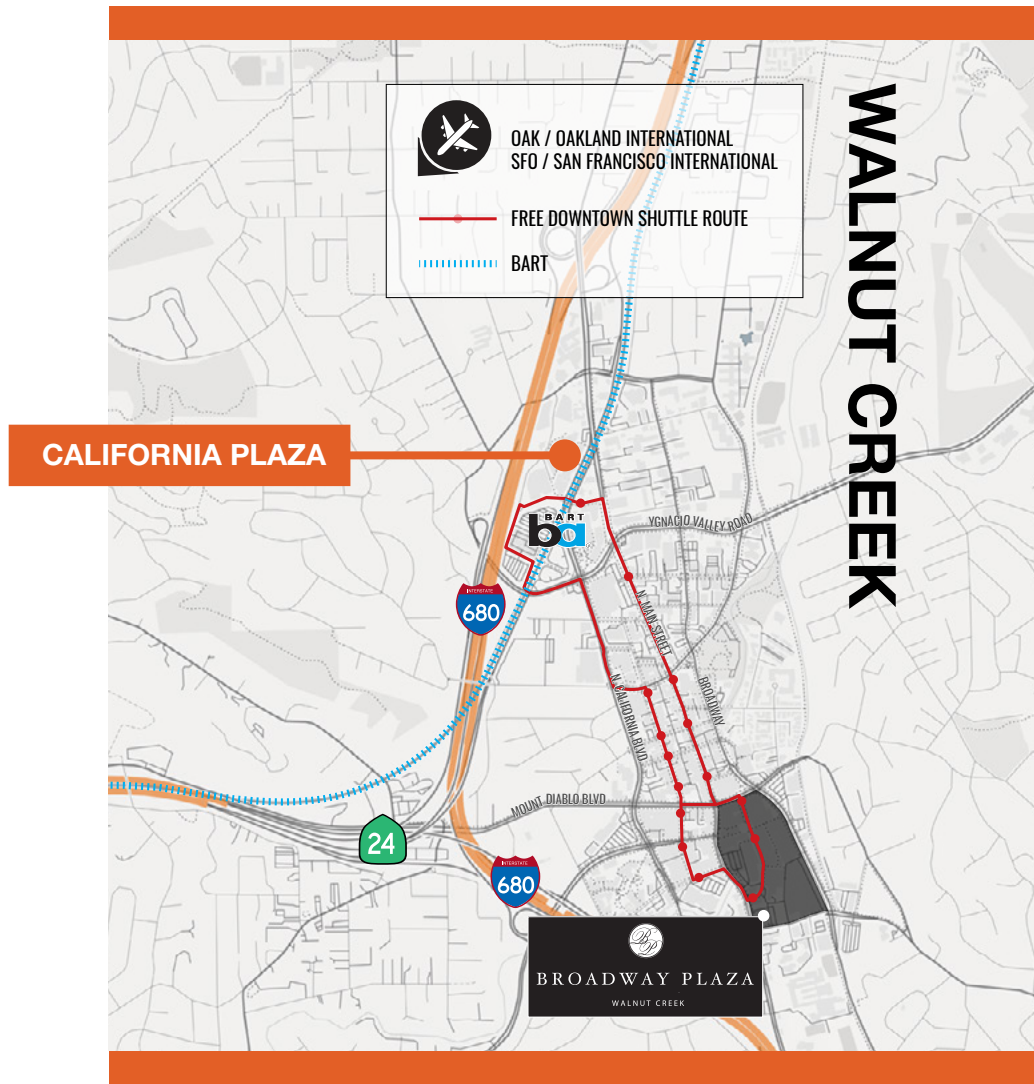 WALNUT CREEK
OAK / OAKLAND INTERNATIONAL
SFO / SAN FRANCISCO INTERNATIONAL
FREE DOWNTOWN SHUTTLE ROUTE
BART
CALIFORNIA PLAZA
BART
ba
YGNACIO VALLEY ROAD
INTERSTATE
680
N. MAIN STREET
BROADWAY
N. CALIFORNIA BLVD
MOUNT DIABLO BLVD
24
INTERSTATE
680
BP
BROADWAY PLAZA
WALNUT CREEK